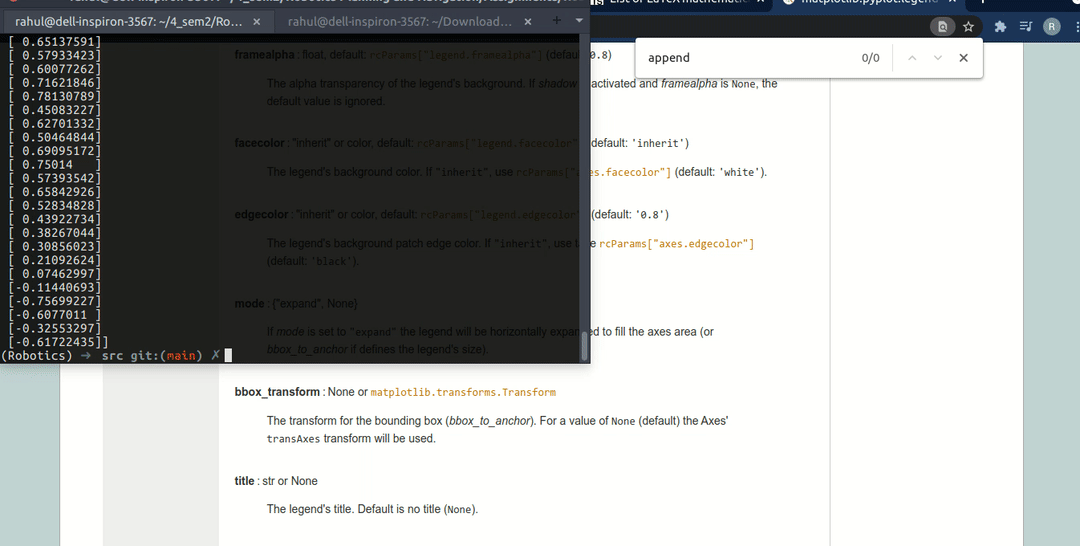 rahul@dell-inspiron-3567: ~/4_sem2/Ro...
rahul@dell-inspiron-3567: ~/Download...
matplotlib.pyplot.legend
R
append
0/0
[ 0.65137591]
[ 0.57933423]
[ 0.60077262]
[ 0.71621846]
[ 0.78130789]
[ 0.45083227]
[ 0.62701332]
[ 0.50464844]
[ 0.69095172]
[ 0.75014   ]
[ 0.57393542]
[ 0.65842926]
[ 0.52834828]
[ 0.43922734]
[ 0.38267044]
[ 0.30856023]
[ 0.21092624]
[ 0.07462997]
[-0.11440693]
[-0.75699227]
[-0.6077011 ]
[-0.32553297]
[-0.61722435]]
(Robotics) → src git:(main) ✗
framealpha : float, default: rcParams["legend.framealpha"] (default: 0.8)
The alpha transparency of the legend's background. If shadow activated and framealpha is None, the
default value is ignored.
facecolor : "inherit" or color, default: rcParams["legend.facecolor" default: 'inherit')
The legend's background color. If "inherit", use rcParams["axes.facecolor"] (default: 'white').
edgecolor : "inherit" or color, default: rcParams["legend.edgecolor" (default: '0.8')
The legend's background patch edge color. If "inherit", use rcParams["axes.edgecolor"]
(default: 'black').
mode : {"expand", None}
If mode is set to "expand" the legend will be horizontally expanded to fill the axes area (or
bbox_to_anchor if defines the legend's size).
bbox_transform : None or matplotlib.transforms.Transform
The transform for the bounding box (bbox_to_anchor). For a value of None (default) the Axes'
transAxes transform will be used.
title : str or None
The legend's title. Default is no title (None).